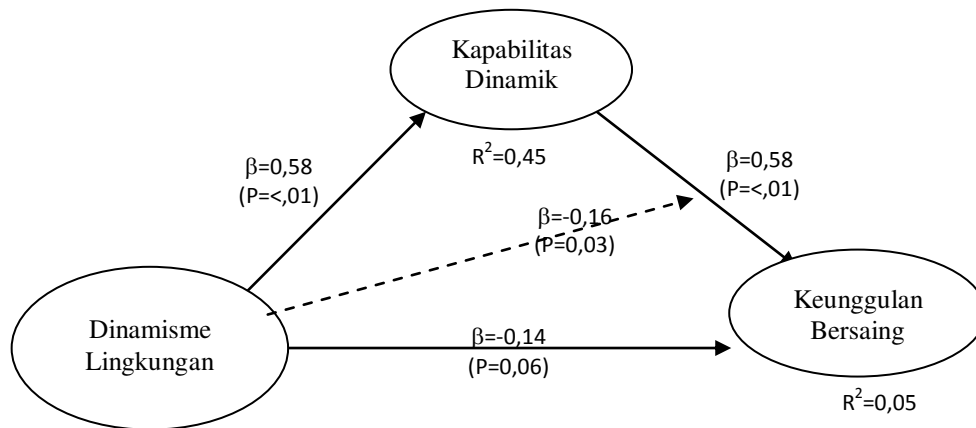 Kapabilitas
Dinamik
R²=0,45
β=0,58
(P=<,01)
β=0,58
(P=<,01)
β=-0,16
(P=0,03)
Dinamisme
Lingkungan
β=-0,14
(P=0,06)
Keunggulan
Bersaing
R²=0,05